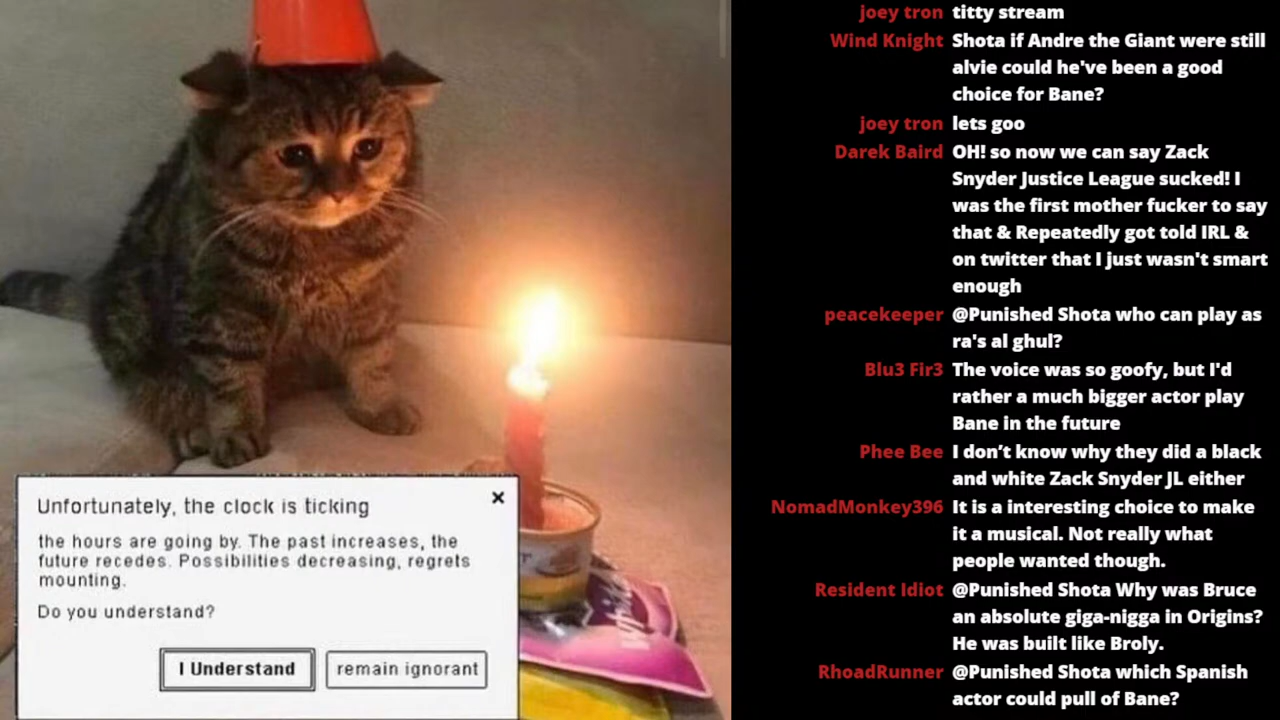 Unfortunately, the clock is ticking
the hours are going by. The past increases, the
future recedes. Possibilities decreasing, regrets
mounting.
Do you understand?
I Understand
remain ignorant
joey tron titty stream
Wind Knight Shota if Andre the Giant were still
alvie could he've been a good
choice for Bane?
joey tron lets goo
Darek Baird OH! so now we can say Zack
Snyder Justice League sucked! I
was the first mother fucker to say
that & Repeatedly got told IRL &
on twitter that I just wasn't smart
enough
peacekeeper @Punished Shota who can play as
ra's al ghul?
Blu3 Fir3 The voice was so goofy, but I'd
rather a much bigger actor play
Bane in the future
Phee Bee I don’t know why they did a black
and white Zack Snyder JL either
NomadMonkey396 It is a interesting choice to make
it a musical. Not really what
people wanted though.
Resident Idiot @Punished Shota Why was Bruce
an absolute giga-nigga in Origins?
He was built like Broly.
RhoadRunner @Punished Shota which Spanish
actor could pull of Bane?